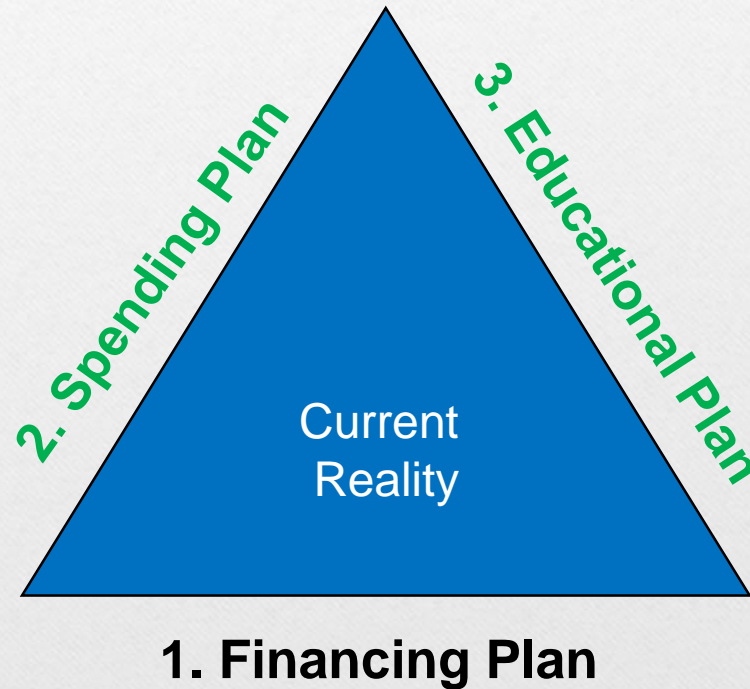 2. Spending Plan
3. Educational Plan
Current
Reality
1. Financing Plan